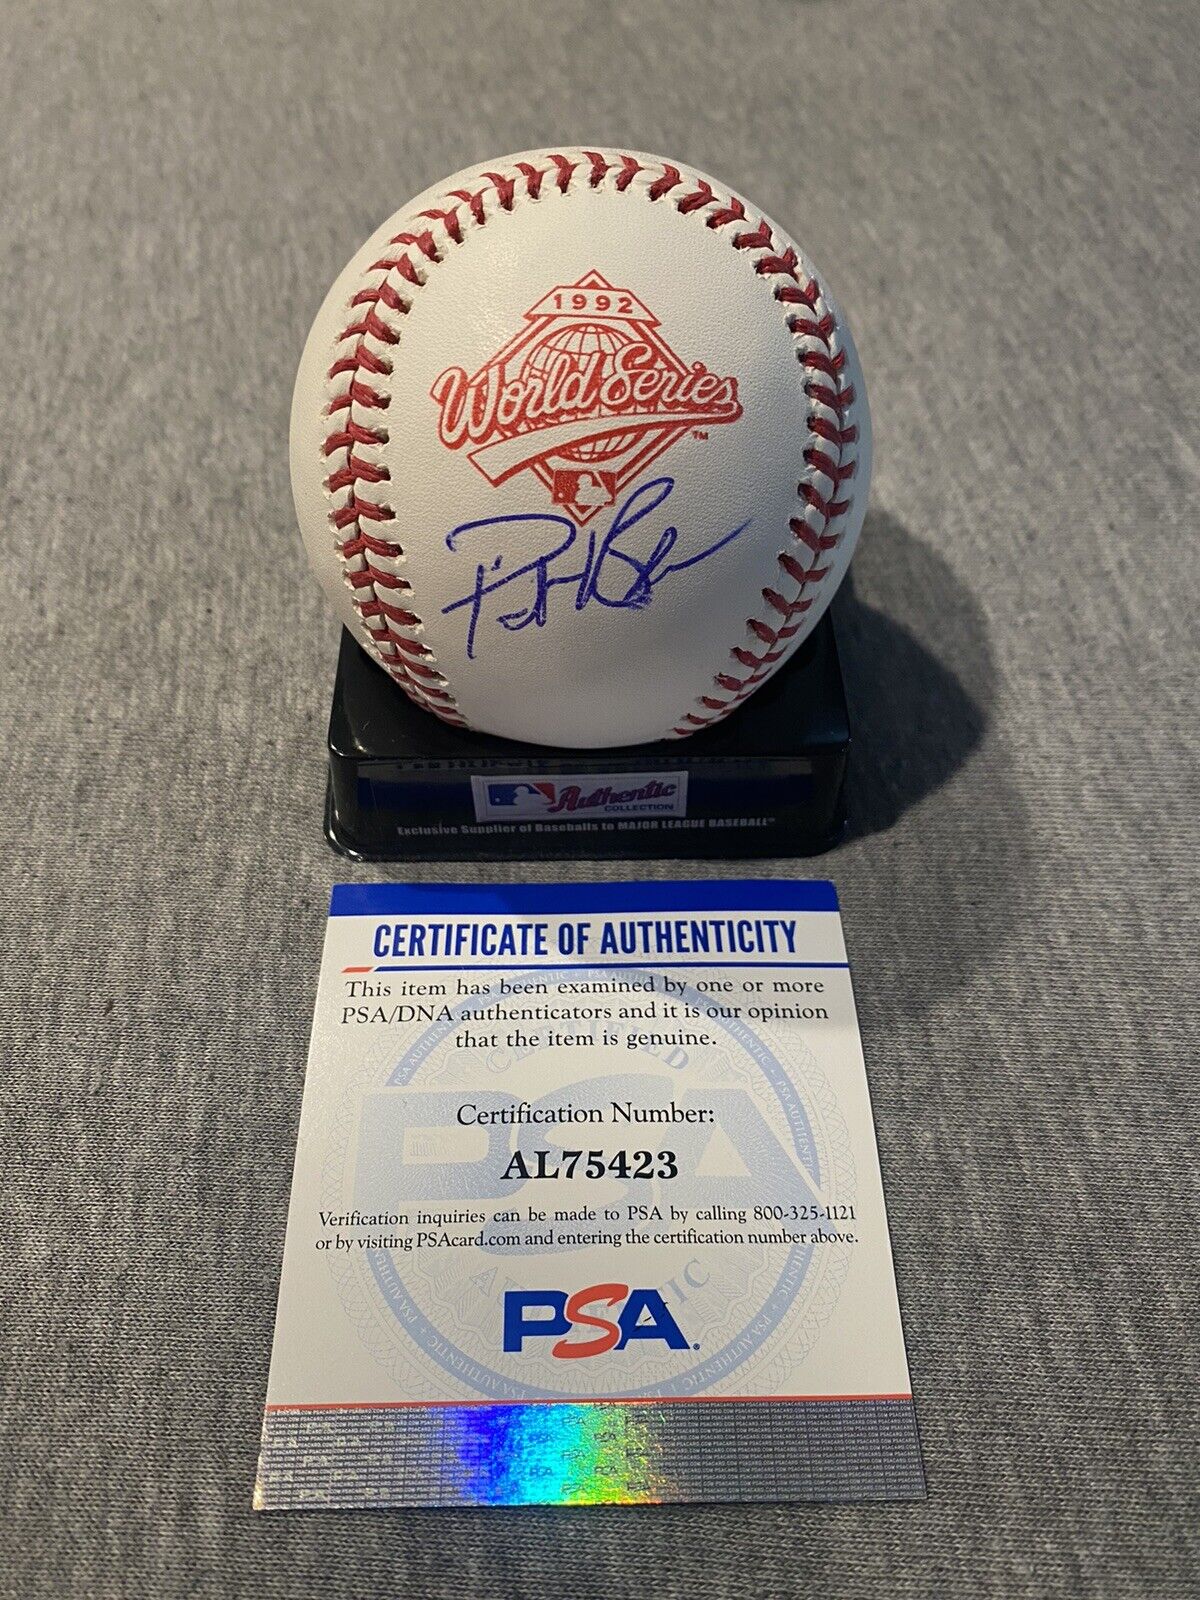 1992
World Series
TM
Authentic
COLLECTION
Exclusive Supplier of Baseballs to MAJOR LEAGUE BASEBALL®
CERTIFICATE OF AUTHENTICITY
This item has been examined by one or more
PSA/DNA authenticators and it is our opinion
that the item is genuine.
CERTIFIED
PSA
Certification Number:
AL75423
Verification inquiries can be made to PSA by calling 800-325-1121
or by visiting PSAcard.com and entering the certification number above.
PSA®